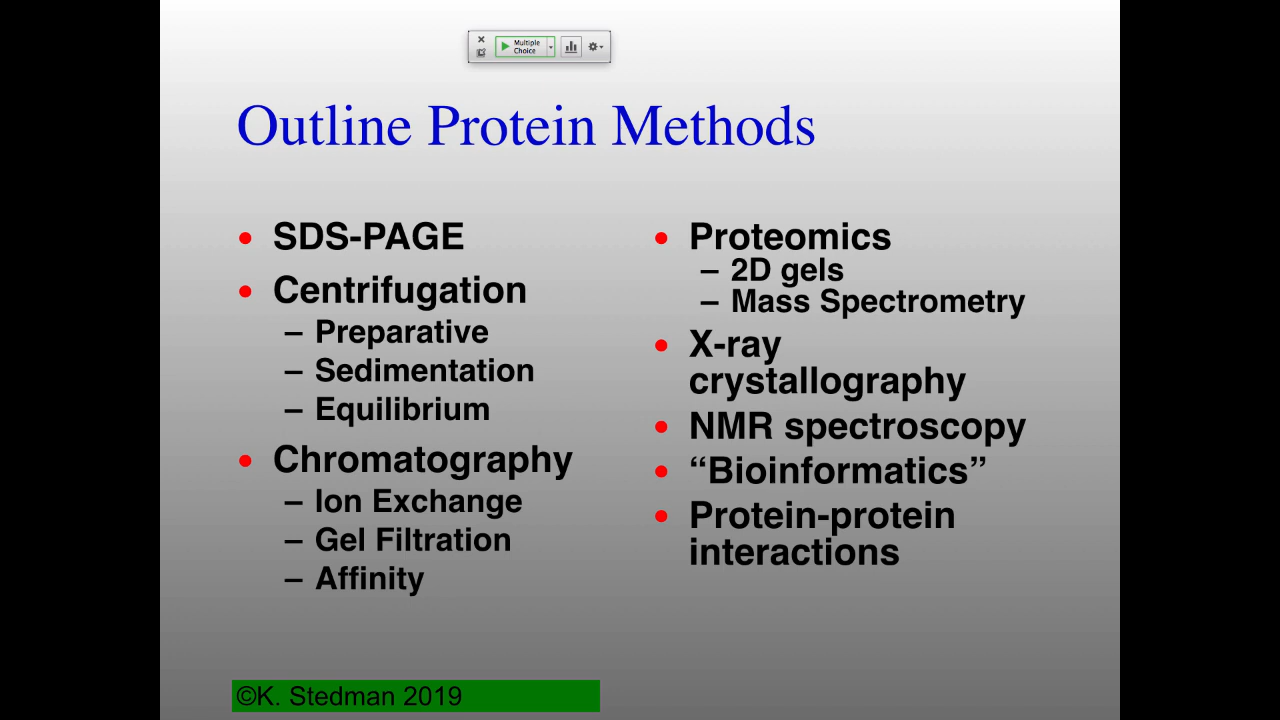 Multiple
Choice
Outline Protein Methods
• SDS-PAGE
• Centrifugation
– Preparative
– Sedimentation
– Equilibrium
• Chromatography
– Ion Exchange
– Gel Filtration
– Affinity
• Proteomics
– 2D gels
– Mass Spectrometry
• X-ray
crystallography
• NMR spectroscopy
• “Bioinformatics”
• Protein-protein
interactions
©K. Stedman 2019